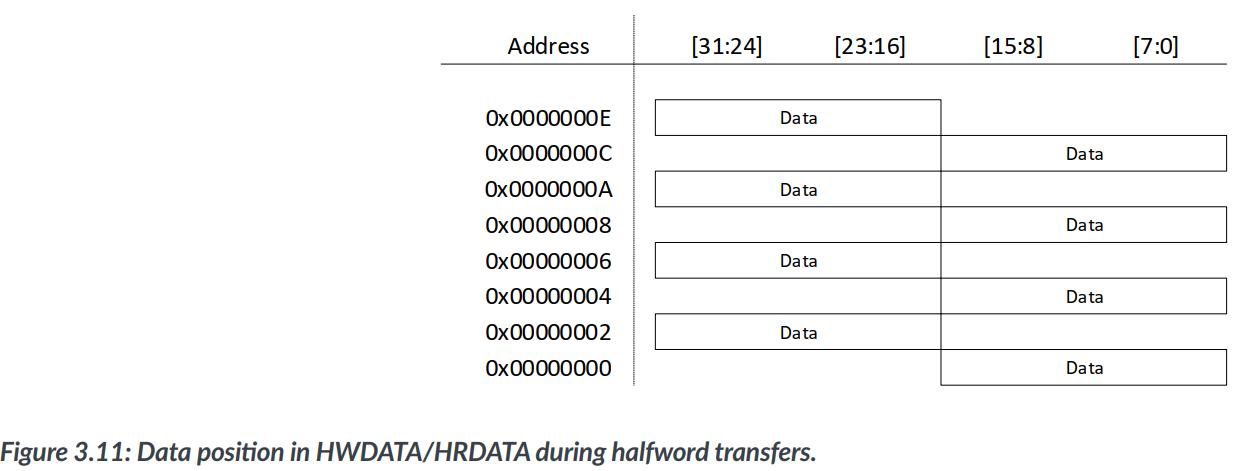 Address [31:24] [23:16] [15:8] [7:0]
0x0000000E Data
0x0000000C Data
0x0000000A Data
0x00000008 Data
0x00000006 Data
0x00000004 Data
0x00000002 Data
0x00000000 Data
Figure 3.11: Data position in HWDATA/HRDATA during halfword transfers.